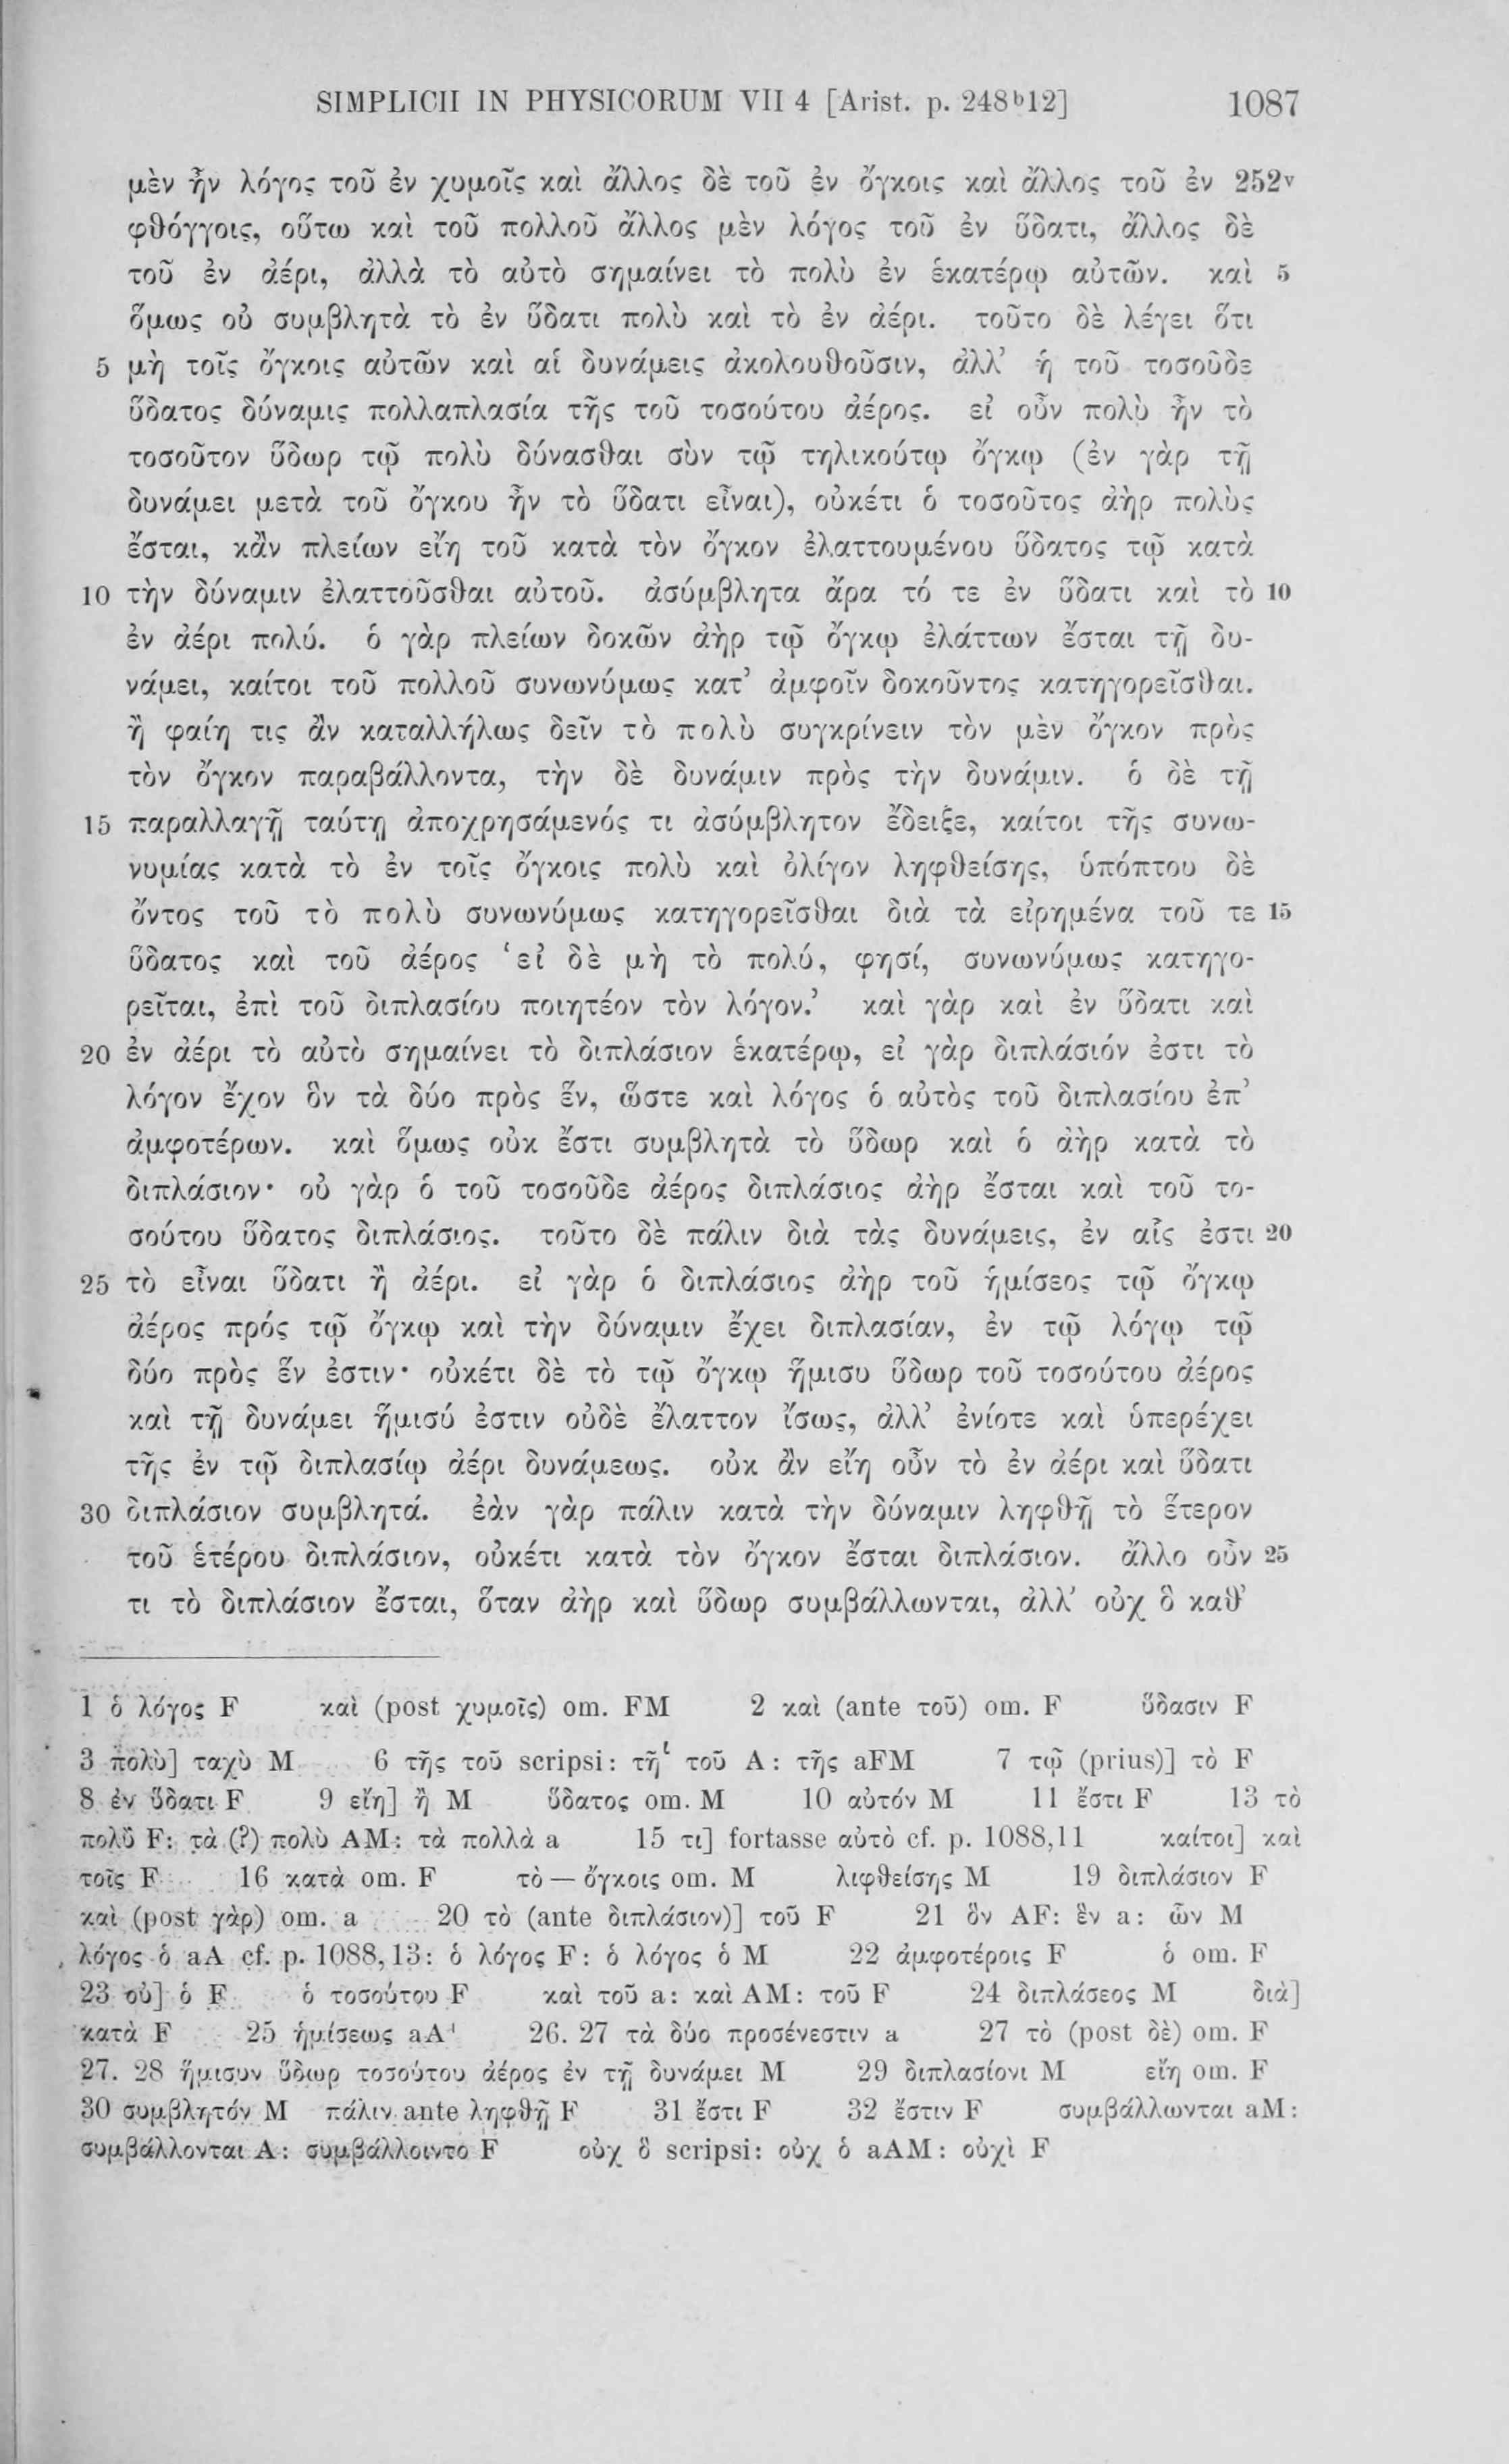 SIMPLICII IN PHYSICORUM VII 4 [Arist. p. 248ᵇ12] 1087
μὲν ἦν λόγος τοῦ ἐν χυμοῖς καὶ ἄλλος δὲ τοῦ ἐν ὄγκοις καὶ ἄλλος τοῦ ἐν 252ᵛ
φθόγγοις, οὕτω καὶ τοῦ πολλοῦ ἄλλος μὲν λόγος τοῦ ἐν ὕδατι, ἄλλος δὲ
τοῦ ἐν ἀέρι, ἀλλὰ τὸ αὐτὸ σημαίνει τὸ πολὺ ἐν ἑκατέρῳ αὐτῶν. καὶ 5
ὅμως οὐ συμβλητὰ τὸ ἐν ὕδατι πολὺ καὶ τὸ ἐν ἀέρι. τοῦτο δὲ λέγει ὅτι
5 μὴ τοῖς ὄγκοις αὐτῶν καὶ αἱ δυνάμεις ἀκολουθοῦσιν, ἀλλ’ ἡ τοῦ τοσοῦδε
ὕδατος δύναμις πολλαπλασία τῆς τοῦ τοσούτου ἀέρος. εἰ οὖν πολὺ ἦν τὸ
τοσοῦτον ὕδωρ τῷ πολὺ δύνασθαι σὺν τῷ τηλικούτῳ ὄγκῳ (ἐν γὰρ τῇ
δυνάμει μετὰ τοῦ ὄγκου ἦν τὸ ὕδατι εἶναι), οὐκέτι ὁ τοσοῦτος ἀὴρ πολὺς
ἔσται, κἂν πλείων εἴη τοῦ κατὰ τὸν ὄγκον ἐλαττουμένου ὕδατος τῷ κατὰ
10 τὴν δύναμιν ἐλαττοῦσθαι αὐτοῦ. ἀσύμβλητα ἄρα τό τε ἐν ὕδατι καὶ τὸ 10
ἐν ἀέρι πολύ. ὁ γὰρ πλείων δοκῶν ἀὴρ τῷ ὄγκῳ ἐλάττων ἔσται τῇ δυ-
νάμει, καίτοι τοῦ πολλοῦ συνωνύμως κατ’ ἀμφοῖν δοκοῦντος κατηγορεῖσθαι.
ἢ φαίη τις ἂν καταλλήλως δεῖν τὸ πολὺ συγκρίνειν τὸν μὲν ὄγκον πρὸς
τὸν ὄγκον παραβάλλοντα, τὴν δὲ δυνάμιν πρὸς τὴν δυνάμιν. ὁ δὲ τῇ
15 παραλλαγῇ ταύτῃ ἀποχρησάμενός τι ἀσύμβλητον ἔδειξε, καίτοι τῆς συνω-
νυμίας κατὰ τὸ ἐν τοῖς ὄγκοις πολὺ καὶ ὀλίγον ληφθείσης, ὑπόπτου δὲ
ὄντος τοῦ τὸ πολὺ συνωνύμως κατηγορεῖσθαι διὰ τὰ εἰρημένα τοῦ τε 15
ὕδατος καὶ τοῦ ἀέρος ‘εἰ δὲ μὴ τὸ πολύ, φησί, συνωνύμως κατηγο-
ρεῖται, ἐπὶ τοῦ διπλασίου ποιητέον τὸν λόγον.’ καὶ γὰρ καὶ ἐν ὕδατι καὶ
20 ἐν ἀέρι τὸ αὐτὸ σημαίνει τὸ διπλάσιον ἑκατέρῳ, εἰ γὰρ διπλάσιόν ἐστι τὸ
λόγον ἔχον ὃν τὰ δύο πρὸς ἕν, ὥστε καὶ λόγος ὁ αὐτὸς τοῦ διπλασίου ἐπ’
ἀμφοτέρων. καὶ ὅμως οὐκ ἔστι συμβλητὰ τὸ ὕδωρ καὶ ὁ ἀὴρ κατὰ τὸ
διπλάσιον· οὐ γὰρ ὁ τοῦ τοσοῦδε ἀέρος διπλάσιος ἀὴρ ἔσται καὶ τοῦ το-
σούτου ὕδατος διπλάσιος. τοῦτο δὲ πάλιν διὰ τὰς δυνάμεις, ἐν αἷς ἐστι 20
25 τὸ εἶναι ὕδατι ἢ ἀέρι. εἰ γὰρ ὁ διπλάσιος ἀὴρ τοῦ ἡμίσεος τῷ ὄγκῳ
ἀέρος πρός τῷ ὄγκῳ καὶ τὴν δύναμιν ἔχει διπλασίαν, ἐν τῷ λόγῳ τῷ
δύο πρὸς ἕν ἐστιν· οὐκέτι δὲ τὸ τῷ ὄγκῳ ἥμισυ ὕδωρ τοῦ τοσούτου ἀέρος
καὶ τῇ δυνάμει ἥμισύ ἐστιν οὐδὲ ἔλαττον ἴσως, ἀλλ’ ἐνίοτε καὶ ὑπερέχει
τῆς ἐν τῷ διπλασίῳ ἀέρι δυνάμεως. οὐκ ἂν εἴη οὖν τὸ ἐν ἀέρι καὶ ὕδατι
30 διπλάσιον συμβλητά. ἐὰν γὰρ πάλιν κατὰ τὴν δύναμιν ληφθῇ τὸ ἕτερον
τοῦ ἑτέρου διπλάσιον, οὐκέτι κατὰ τὸν ὄγκον ἔσται διπλάσιον. ἄλλο οὖν 25
τι τὸ διπλάσιον ἔσται, ὅταν ἀὴρ καὶ ὕδωρ συμβάλλωνται, ἀλλ’ οὐχ ὃ καθ’
1 ὁ λόγος F καὶ (post χυμοῖς) om. FM 2 καὶ (ante τοῦ) om. F ὕδασιν F
3 πολὺ] ταχὺ M 6 τῆς τοῦ scripsi: τῆͨ τοῦ A: τῆς aFM 7 τῷ (prius)] τὸ F
8 ἐν ὕδατι F 9 εἴη] ἢ M ὕδατος om. M 10 αὐτόν M 11 ἔστι F 13 τὸ
πολὺ F: τὰ (?) πολὺ AM: τὰ πολλὰ a 15 τι] fortasse αὐτὸ cf. p. 1088,11 καίτοι] καὶ
τοῖς F 16 κατὰ om. F τὸ — ὄγκοις om. M λιφθείσης M 19 διπλάσιον F
καὶ (post γὰρ) om. a 20 τὸ (ante διπλάσιον)] τοῦ F 21 ὃν AF: ἓν a: ὧν M
λόγος ὁ aA cf. p. 1088,13: ὁ λόγος F: ὁ λόγος ὁ M 22 ἀμφοτέροις F ὁ om. F
23 οὐ] ὁ F ὁ τοσούτου F καὶ τοῦ a: καὶ AM: τοῦ F 24 διπλάσεος M διὰ]
κατὰ F 25 ἡμίσεως aA¹ 26. 27 τὰ δύο προσένεστιν a 27 τὸ (post δὲ) om. F
27. 28 ἥμισυν ὕδωρ τοσούτου ἀέρος ἐν τῇ δυνάμει M 29 διπλασίονι M εἴη om. F
30 συμβλητόν M πάλιν ante ληφθῇ F 31 ἔστι F 32 ἔστιν F συμβάλλωνται aM:
συμβάλλονται A: συμβάλλοιντο F οὐχ ὃ scripsi: οὐχ ὁ aAM: οὐχὶ F